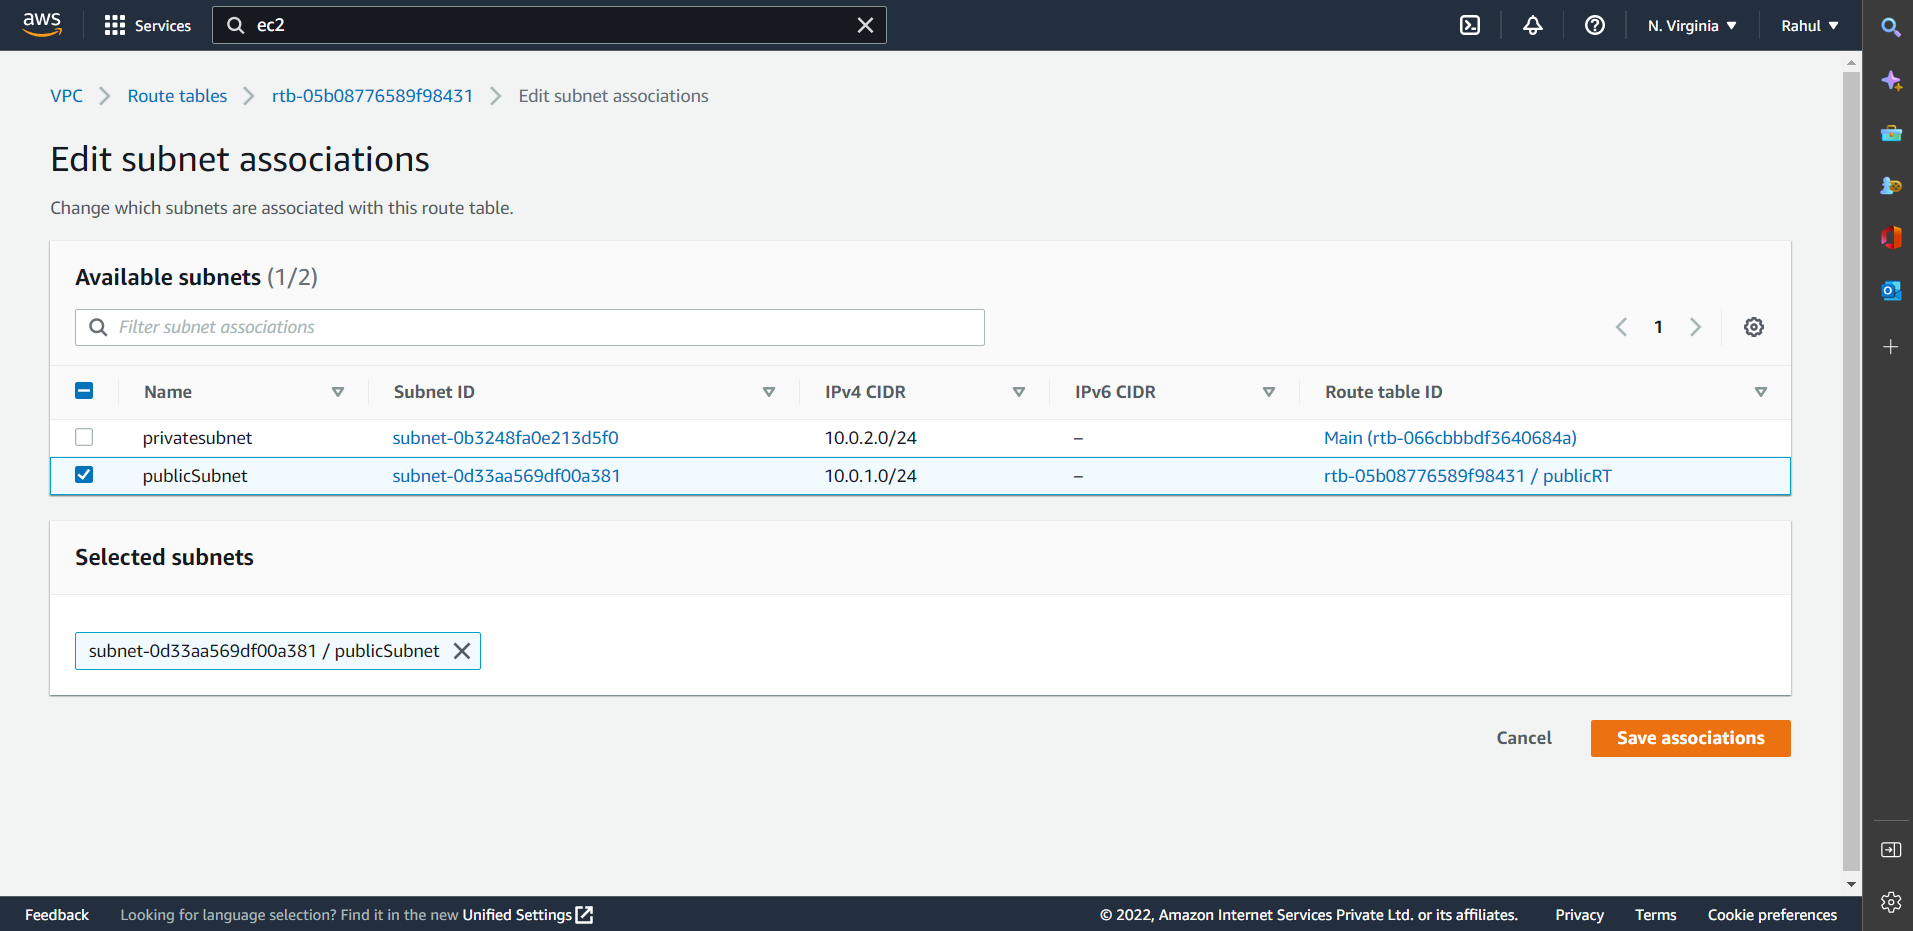 aws Services ec2 N. Virginia Rahul
VPC Route tables rtb-05b08776589f98431 Edit subnet associations
Edit subnet associations
Change which subnets are associated with this route table.
Available subnets (1/2)
Filter subnet associations 1
Name Subnet ID IPv4 CIDR IPv6 CIDR Route table ID
privatesubnet subnet-0b3248fa0e213d5f0 10.0.2.0/24 – Main (rtb-066cbbbdf3640684a)
publicSubnet subnet-0d33aa569df00a381 10.0.1.0/24 – rtb-05b08776589f98431 / publicRT
Selected subnets
subnet-0d33aa569df00a381 / publicSubnet
Cancel Save associations
Feedback Looking for language selection? Find it in the new Unified Settings © 2022, Amazon Internet Services Private Ltd. or its affiliates. Privacy Terms Cookie preferences